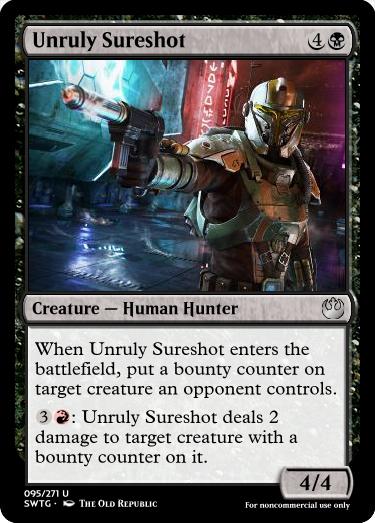 Unruly Sureshot 4
Creature — Human Hunter
When Unruly Sureshot enters the
battlefield, put a bounty counter on
target creature an opponent controls.
3: Unruly Sureshot deals 2
damage to target creature with a
bounty counter on it.
4/4
095/271 U
SWTG · The Old Republic
For noncommercial use only